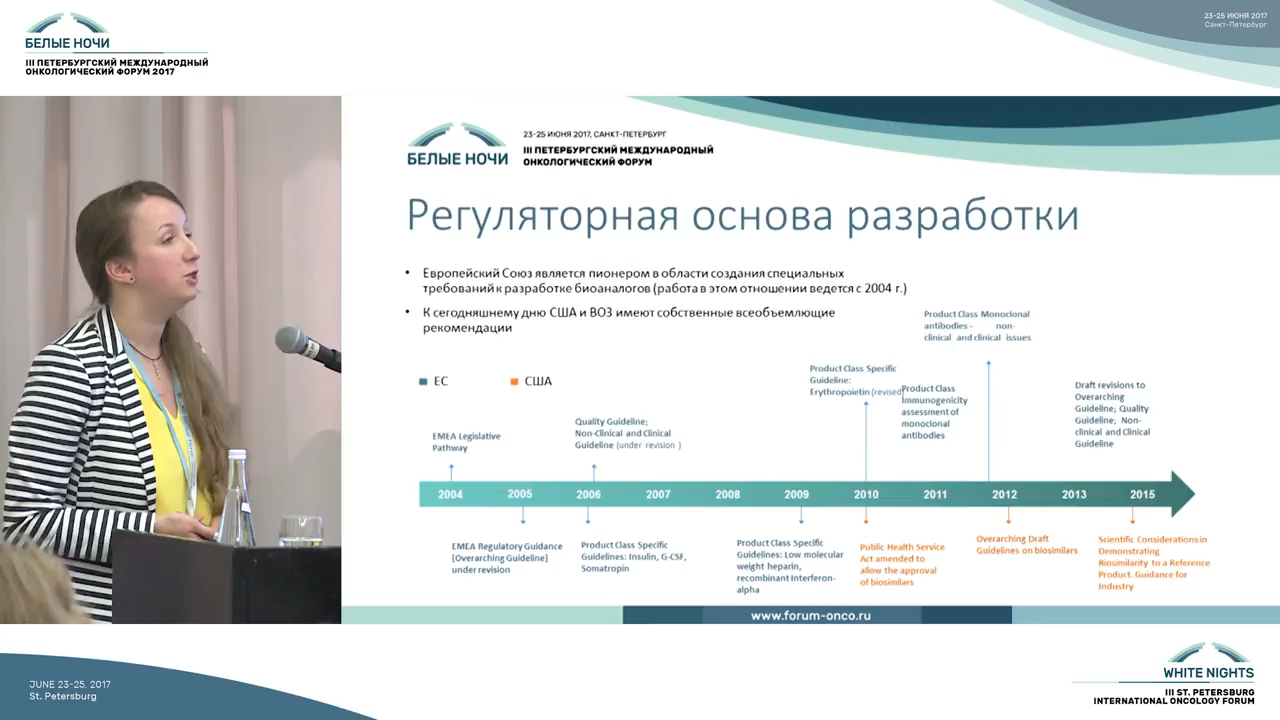 БЕЛЫЕ НОЧИ
III ПЕТЕРБУРГСКИЙ МЕЖДУНАРОДНЫЙ
ОНКОЛОГИЧЕСКИЙ ФОРУМ 2017
23-25 ИЮНЯ 2017
Санкт-Петербург
БЕЛЫЕ НОЧИ
23-25 ИЮНЯ 2017, САНКТ-ПЕТЕРБУРГ
III ПЕТЕРБУРГСКИЙ МЕЖДУНАРОДНЫЙ
ОНКОЛОГИЧЕСКИЙ ФОРУМ
Регуляторная основа разработки
• Европейский Союз является пионером в области создания специальных
требований к разработке биоаналогов (работа в этом отношении ведется с 2004 г.)
• К сегодняшнему дню США и ВОЗ имеют собственные всеобъемлющие
рекомендации
ЕС
США
EMEA Legislative
Pathway
Quality Guideline;
Non-Clinical and Clinical
Guideline (under revision )
Product Class Specific
Guideline:
Erythropoietin (revised)
Product Class
Immunogenicity
assessment of
monoclonal
antibodies
Product Class Monoclonal
antibodies – non-
clinical and clinical issues
Draft revisions to
Overarching
Guideline; Quality
Guideline; Non-
clinical and Clinical
Guideline
2004 2005 2006 2007 2008 2009 2010 2011 2012 2013 2015
EMEA Regulatory Guidance
[Overarching Guideline]
under revision
Product Class Specific
Guidelines: Insulin, G-CSF,
Somatropin
Product Class Specific
Guidelines: Low molecular
weight heparin,
recombinant Interferon-
alpha
Public Health Service
Act amended to
allow the approval
of biosimilars
Overarching Draft
Guidelines on biosimilars
Scientific Considerations in
Demonstrating
Biosimilarity to a Reference
Product. Guidance for
Industry
www.forum-onco.ru
JUNE 23-25, 2017
St. Petersburg
WHITE NIGHTS
III ST. PETERSBURG
INTERNATIONAL ONCOLOGY FORUM